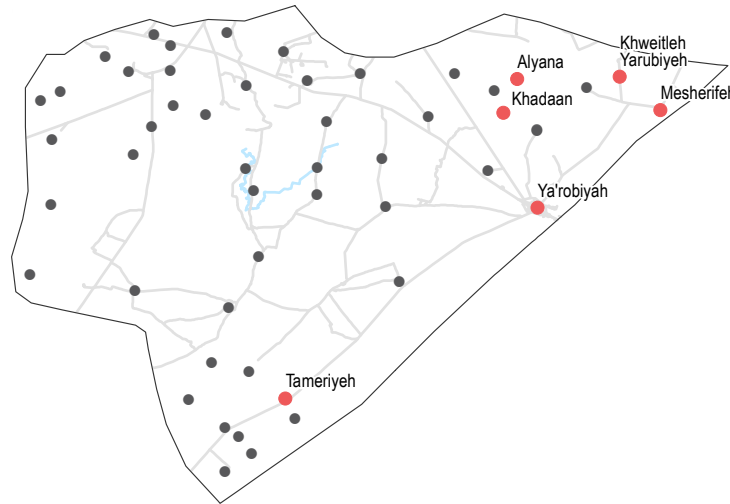 Khweitleh
Yarubiyeh
Alyana
Mesherifeh
Khadaan
Ya'robiyah
Tameriyeh